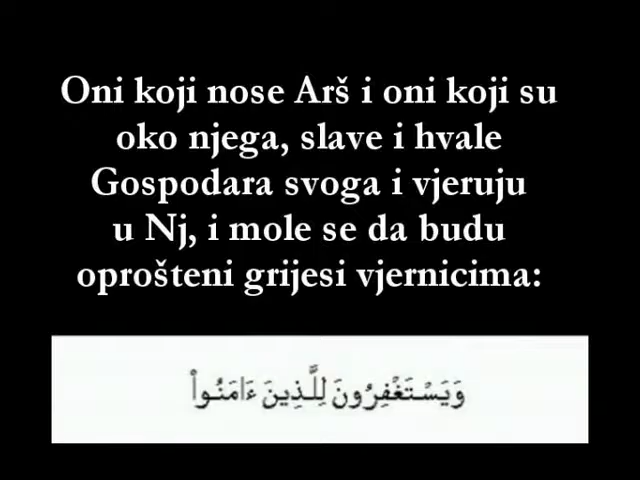 Oni koji nose Arš i oni koji su
oko njega, slave i hvale
Gospodara svoga i vjeruju
u Nj, i mole se da budu
oprošteni grijesi vjernicima:
وَيَسْتَغْفِرُونَ لِلَّذِينَ ءَامَنُوا۟